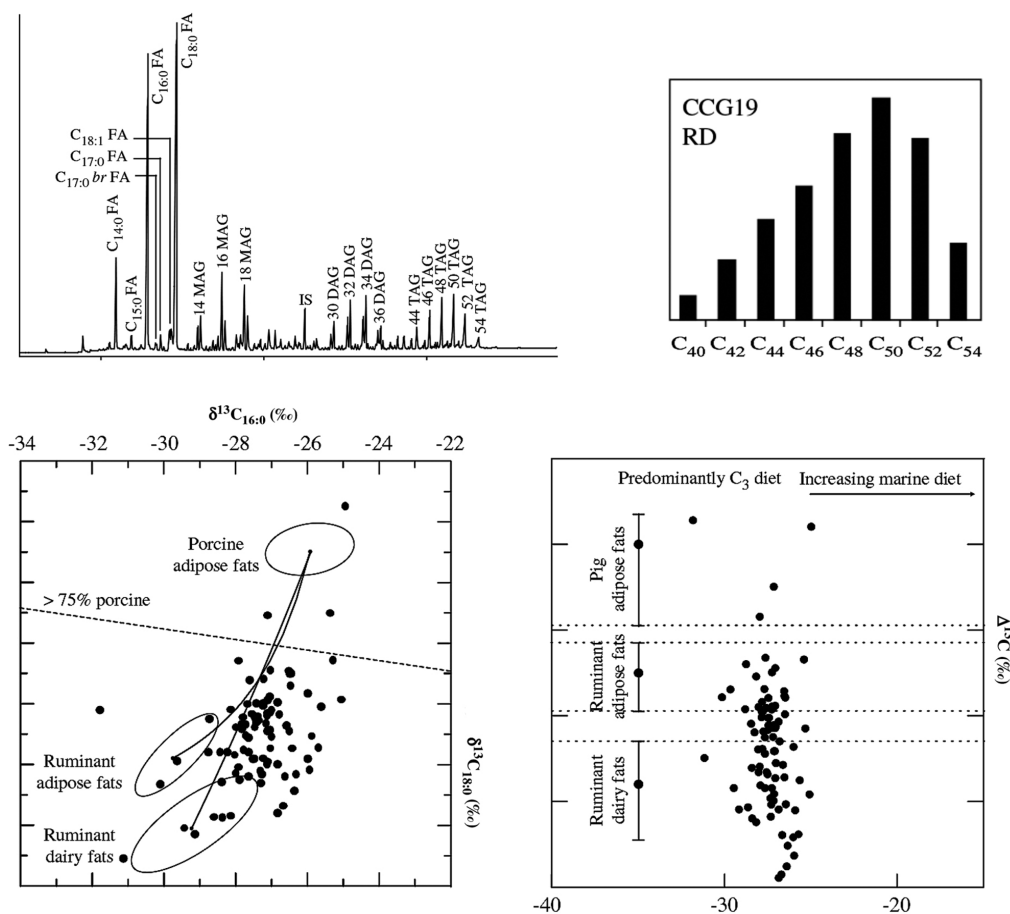 C14:0 FA
C15:0 FA
C17:0 br FA
C17:0 FA
C18:1 FA
C16:0 FA
C18:0 FA
14 MAG
16 MAG
18 MAG
IS
30 DAG
32 DAG
34 DAG
36 DAG
44 TAG
46 TAG
48 TAG
50 TAG
52 TAG
54 TAG
CCG19
RD
C40 C42 C44 C46 C48 C50 C52 C54
δ13C16:0 (‰)
-34 -32 -30 -28 -26 -24 -22
Porcine
adipose fats
> 75% porcine
Ruminant
adipose fats
Ruminant
dairy fats
δ13C18:0 (‰)
Predominantly C3 diet
Increasing marine diet
Pig
adipose fats
Ruminant
adipose fats
Ruminant
dairy fats
Δ13C (‰)
-40 -30 -20